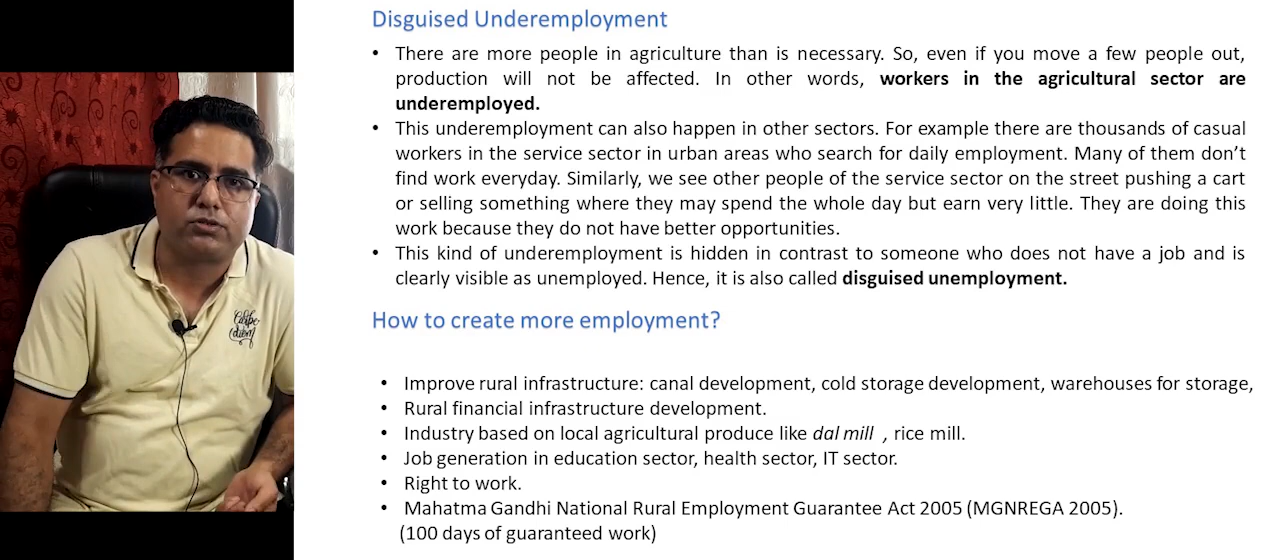 Disguised Underemployment
• There are more people in agriculture than is necessary. So, even if you move a few people out,
production will not be affected. In other words, workers in the agricultural sector are
underemployed.
• This underemployment can also happen in other sectors. For example there are thousands of casual
workers in the service sector in urban areas who search for daily employment. Many of them don’t
find work everyday. Similarly, we see other people of the service sector on the street pushing a cart
or selling something where they may spend the whole day but earn very little. They are doing this
work because they do not have better opportunities.
• This kind of underemployment is hidden in contrast to someone who does not have a job and is
clearly visible as unemployed. Hence, it is also called disguised unemployment.
How to create more employment?
• Improve rural infrastructure: canal development, cold storage development, warehouses for storage,
• Rural financial infrastructure development.
• Industry based on local agricultural produce like dal mill , rice mill.
• Job generation in education sector, health sector, IT sector.
• Right to work.
• Mahatma Gandhi National Rural Employment Guarantee Act 2005 (MGNREGA 2005).
(100 days of guaranteed work)